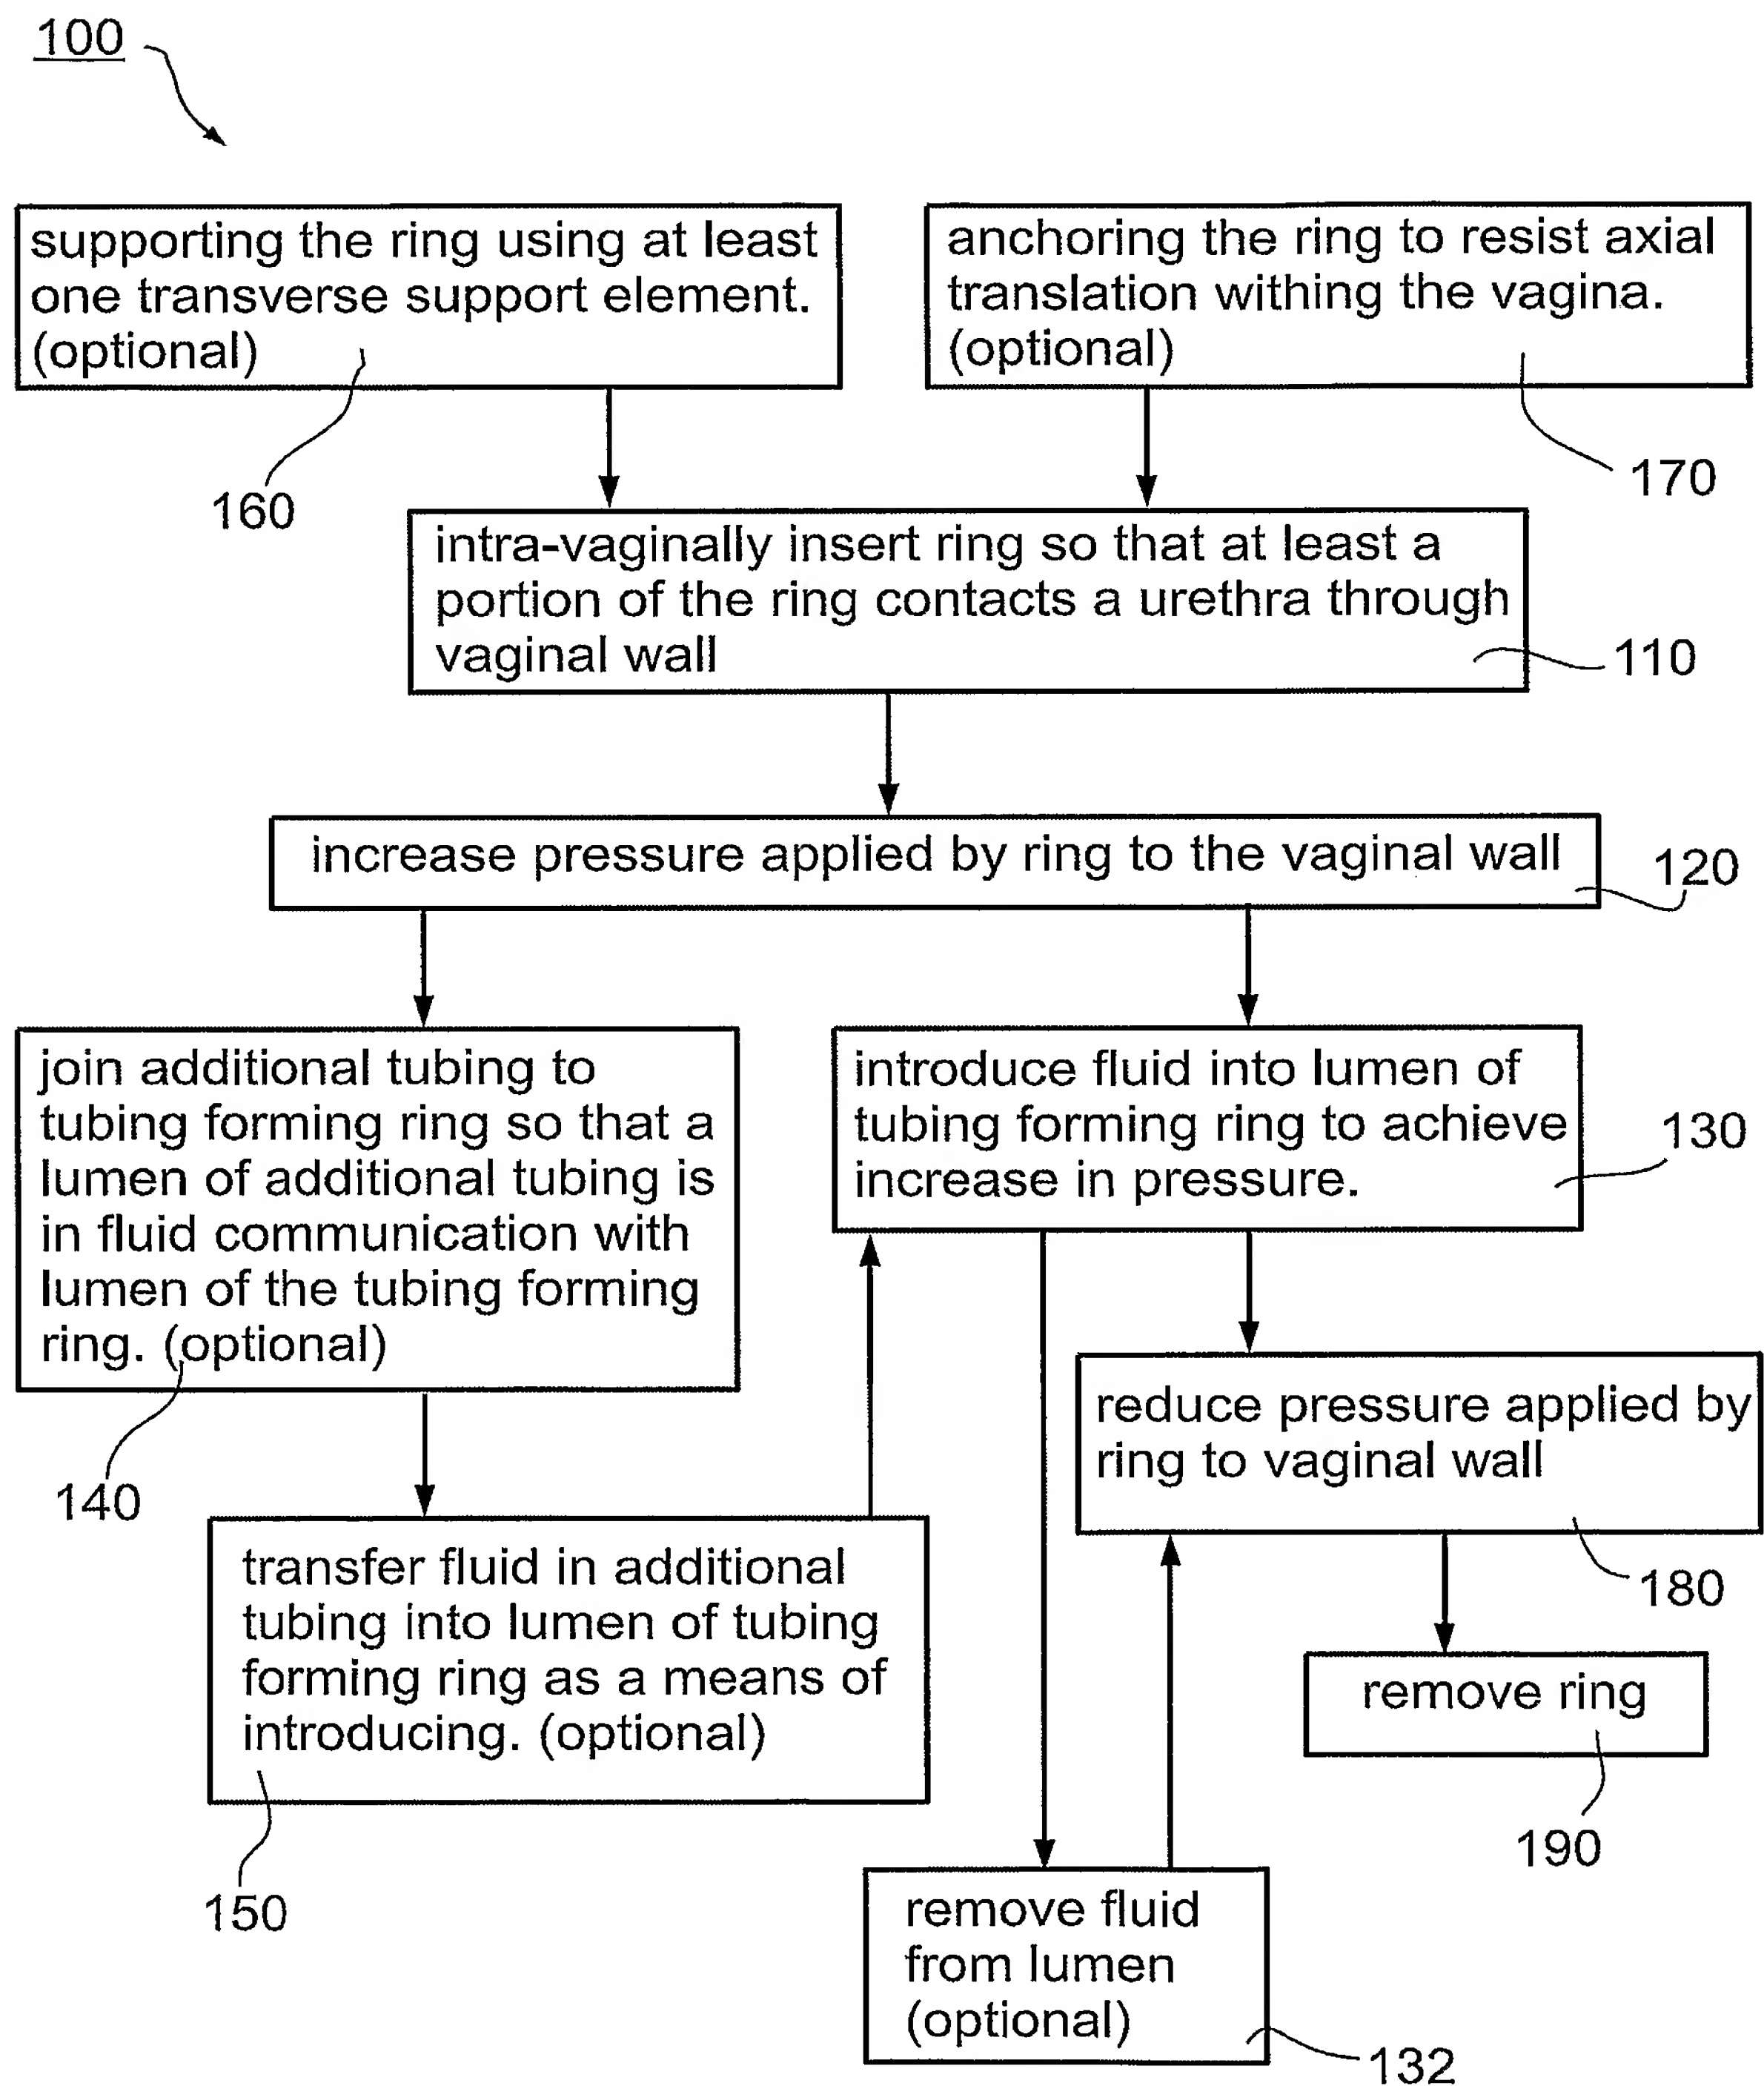 100
supporting the ring using at least
one transverse support element.
(optional)
160
anchoring the ring to resist axial
translation withing the vagina.
(optional)
170
intra-vaginally insert ring so that at least a
portion of the ring contacts a urethra through
vaginal wall
110
increase pressure applied by ring to the vaginal wall
120
join additional tubing to
tubing forming ring so that a
lumen of additional tubing is
in fluid communication with
lumen of the tubing forming
ring. (optional)
140
introduce fluid into lumen of
tubing forming ring to achieve
increase in pressure.
130
transfer fluid in additional
tubing into lumen of tubing
forming ring as a means of
introducing. (optional)
150
reduce pressure applied by
ring to vaginal wall
180
remove ring
190
remove fluid
from lumen
(optional)
132